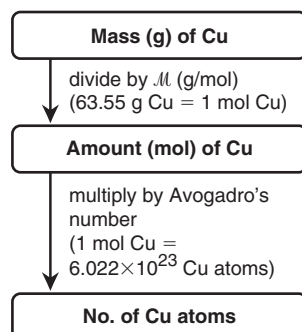 Mass (g) of Cu
divide by ℳ (g/mol)
(63.55 g Cu = 1 mol Cu)
Amount (mol) of Cu
multiply by Avogadro’s
number
(1 mol Cu =
6.022×10²³ Cu atoms)
No. of Cu atoms